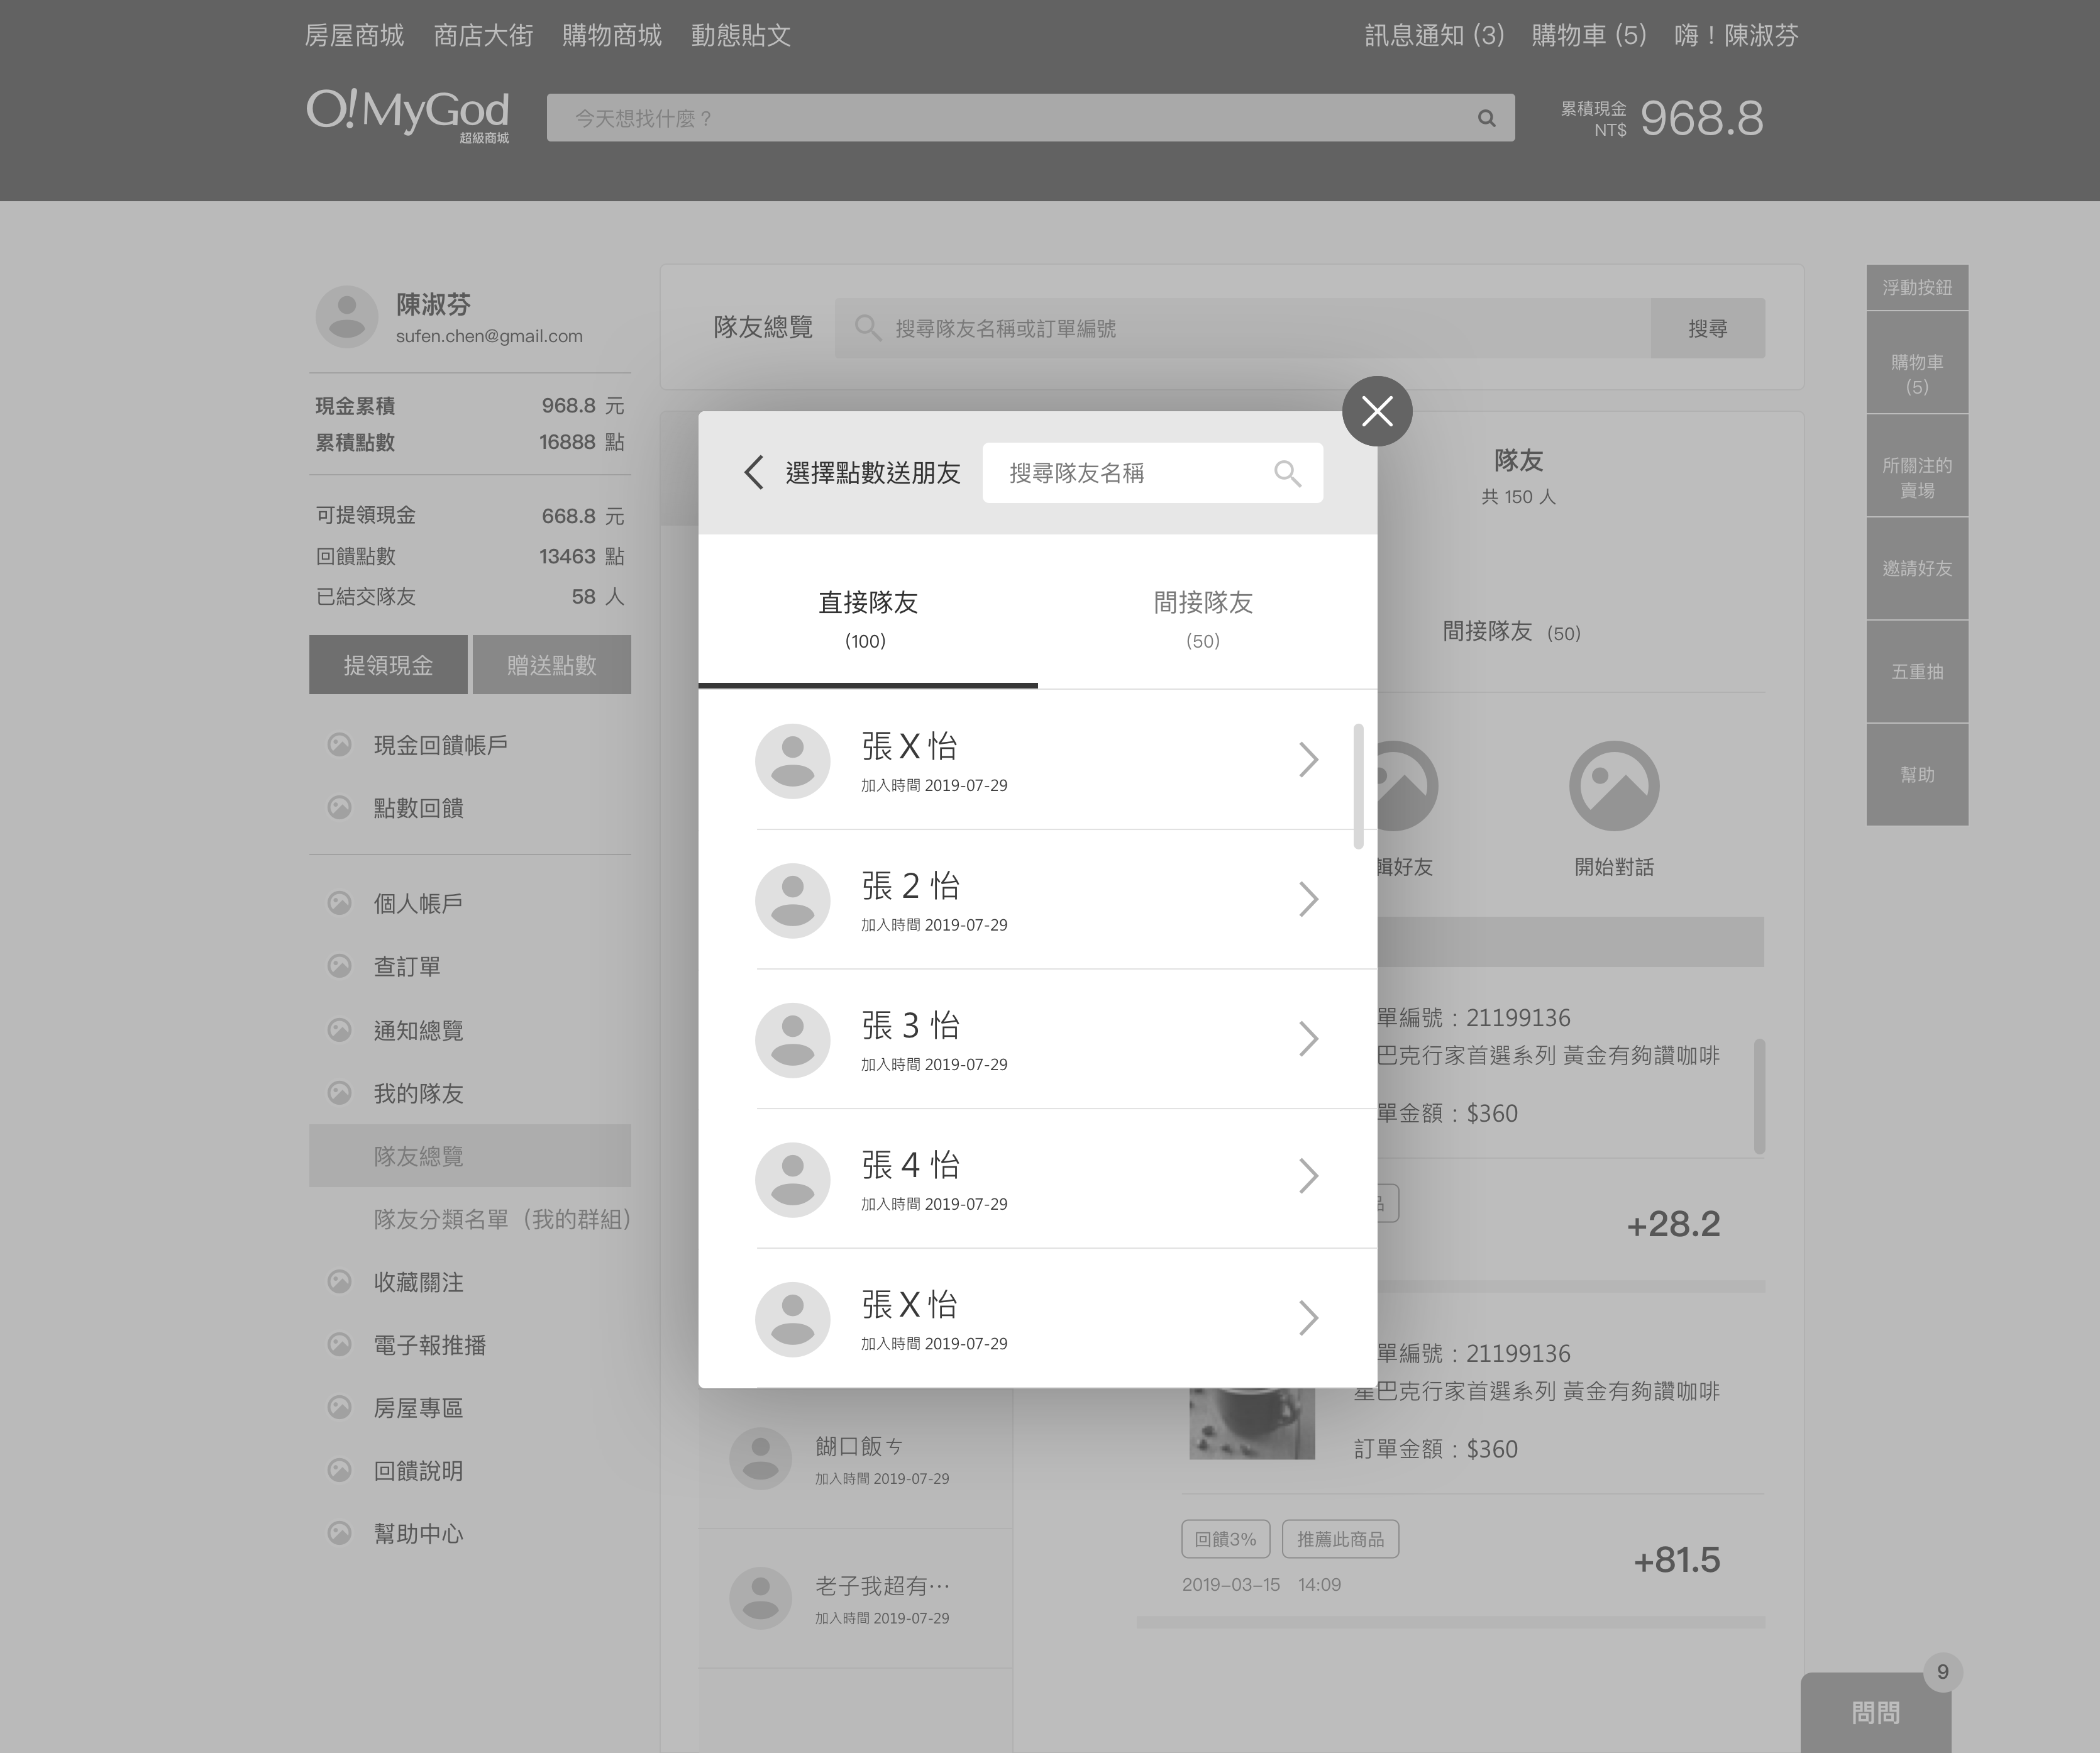 房屋商城 商店大街 購物商城 動態貼文
訊息通知 (3) 購物車 (5) 嗨！陳淑芬
O!MyGod
超級商城
今天想找什麼？
累積現金
NT$ 968.8
陳淑芬
sufen.chen@gmail.com
現金累積 968.8 元
累積點數 16888 點
可提領現金 668.8 元
回饋點數 13463 點
已結交隊友 58 人
提領現金 贈送點數
現金回饋帳戶
點數回饋
個人帳戶
查訂單
通知總覽
我的隊友
隊友總覽
隊友分類名單（我的群組）
收藏關注
電子報推播
房屋專區
回饋說明
幫助中心
隊友總覽 搜尋隊友名稱或訂單編號 搜尋
選擇點數送朋友 搜尋隊友名稱
直接隊友
(100)
間接隊友
(50)
張 X 怡
加入時間 2019-07-29
張 2 怡
加入時間 2019-07-29
張 3 怡
加入時間 2019-07-29
張 4 怡
加入時間 2019-07-29
張 X 怡
加入時間 2019-07-29
餬口飯ㄘ
加入時間 2019-07-29
老子我超有⋯
加入時間 2019-07-29
隊友
共 150 人
間接隊友 (50)
輯好友 開始對話
單編號：21199136
巴克行家首選系列 黃金有夠讚咖啡
單金額：$360
品
+28.2
單編號：21199136
星巴克行家首選系列 黃金有夠讚咖啡
訂單金額：$360
回饋3% 推薦此商品
2019-03-15 14:09
+81.5
浮動按鈕
購物車
(5)
所關注的
賣場
邀請好友
五重抽
幫助
9
問問